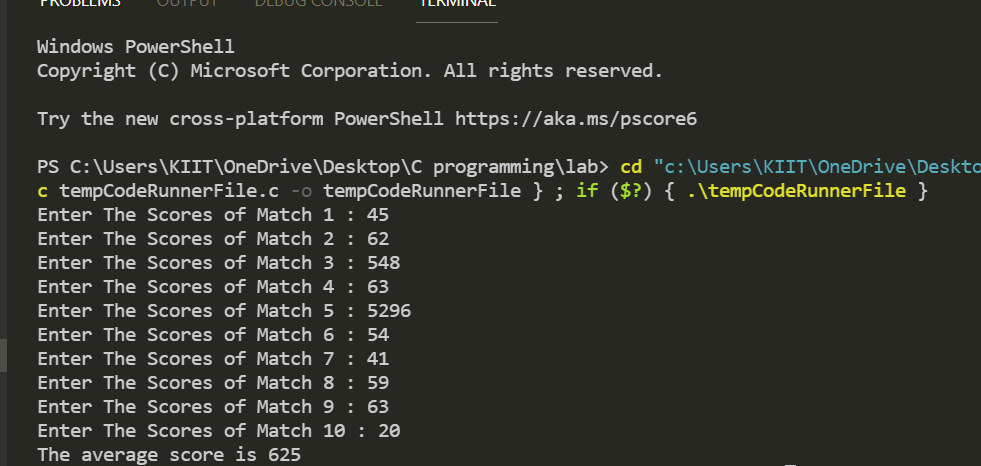 PROBLEMS OUTPUT DEBUG CONSOLE TERMINAL
Windows PowerShell
Copyright (C) Microsoft Corporation. All rights reserved.
Try the new cross-platform PowerShell https://aka.ms/pscore6
PS C:\Users\KIIT\OneDrive\Desktop\C programming\lab> cd "c:\Users\KIIT\OneDrive\Deskto
c tempCodeRunnerFile.c -o tempCodeRunnerFile } ; if ($?) { .\tempCodeRunnerFile }
Enter The Scores of Match 1 : 45
Enter The Scores of Match 2 : 62
Enter The Scores of Match 3 : 548
Enter The Scores of Match 4 : 63
Enter The Scores of Match 5 : 5296
Enter The Scores of Match 6 : 54
Enter The Scores of Match 7 : 41
Enter The Scores of Match 8 : 59
Enter The Scores of Match 9 : 63
Enter The Scores of Match 10 : 20
The average score is 625